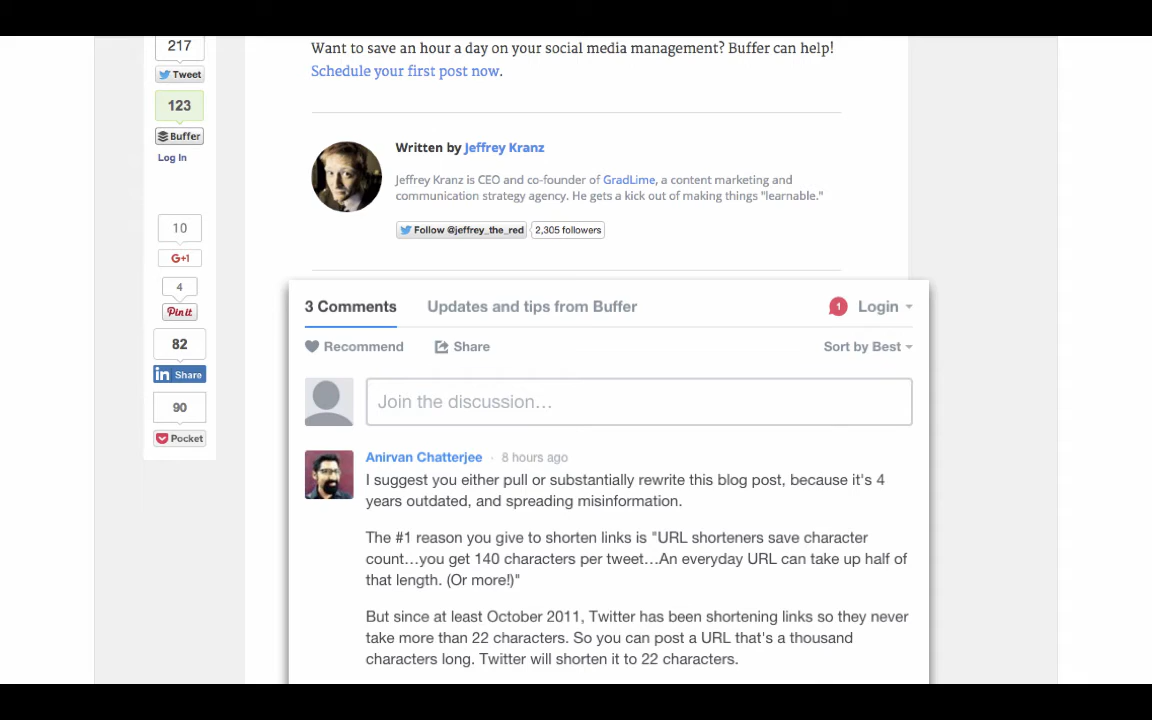 217
Tweet
123
Buffer
Log In
10
G+1
4
Pin it
82
in Share
90
Pocket
Want to save an hour a day on your social media management? Buffer can help!
Schedule your first post now.
Written by Jeffrey Kranz
Jeffrey Kranz is CEO and co-founder of GradLime, a content marketing and
communication strategy agency. He gets a kick out of making things "learnable."
Follow @jeffrey_the_red 2,305 followers
3 Comments Updates and tips from Buffer 1 Login
Recommend Share Sort by Best
Join the discussion…
Anirvan Chatterjee · 8 hours ago
I suggest you either pull or substantially rewrite this blog post, because it's 4
years outdated, and spreading misinformation.
The #1 reason you give to shorten links is "URL shorteners save character
count…you get 140 characters per tweet…An everyday URL can take up half of
that length. (Or more!)"
But since at least October 2011, Twitter has been shortening links so they never
take more than 22 characters. So you can post a URL that's a thousand
characters long. Twitter will shorten it to 22 characters.